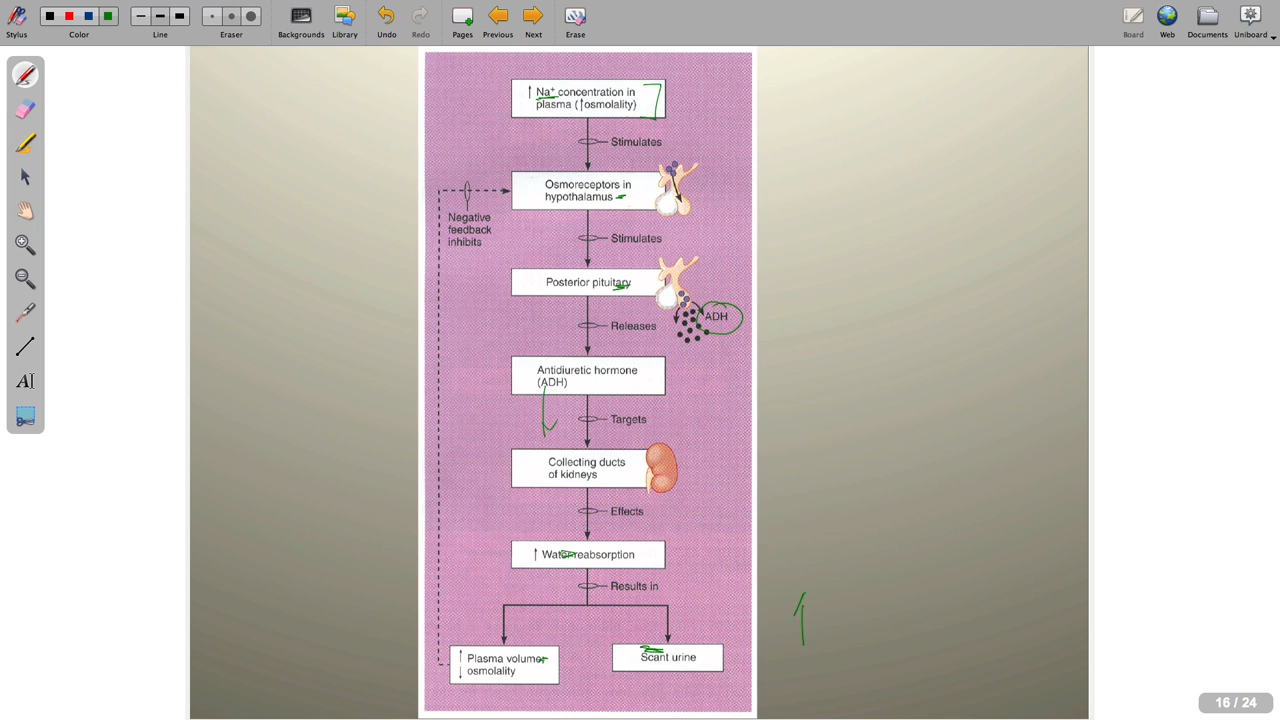 Stylus
Color
Line
Eraser
Backgrounds
Library
Undo
Redo
Pages
Previous
Next
Erase
Board
Web
Documents
Uniboard
↑ Na⁺ concentration in
plasma (↑osmolality)
Stimulates
Osmoreceptors in
hypothalamus
Negative
feedback
inhibits
Stimulates
Posterior pituitary
ADH
Releases
Antidiuretic hormone
(ADH)
Targets
Collecting ducts
of kidneys
Effects
↑ Water reabsorption
Results in
↑ Plasma volume
↓ osmolality
Scant urine
A
16 / 24